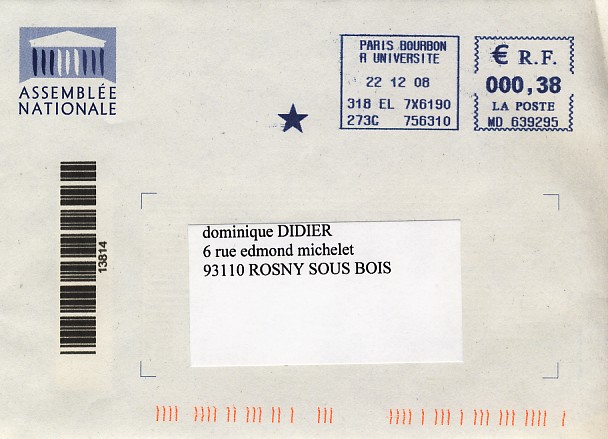 ASSEMBLÉE
NATIONALE
PARIS BOURBON
A UNIVERSITE
22 12 08
318 EL 7X6190
273C 756310
€ R.F.
000,38
LA POSTE
MD 639295
13814
dominique DIDIER
6 rue edmond michelet
93110 ROSNY SOUS BOIS